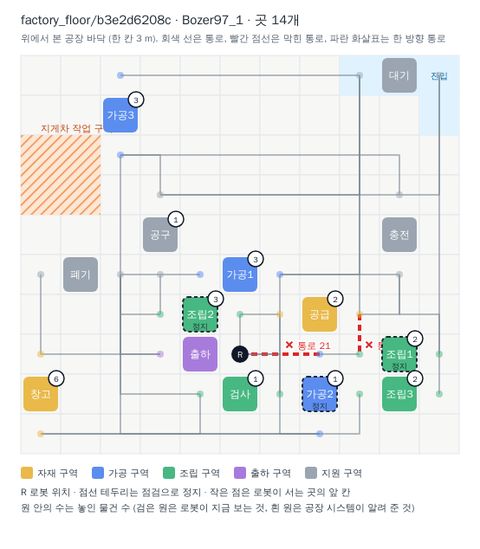 factory_floor/b3e2d6208c · Bozer97_1 · 곳 14개
위에서 본 공장 바닥 (한 칸 3 m). 회색 선은 통로, 빨간 점선은 막힌 통로, 파란 화살표는 한 방향 통로
대기
가공3
3
지게차 작업 구
공구
1
충전
폐기
가공1
3
조립2
정지
3
공급
2
출하
R
✕ 통로 21
✕
조립1
정지
2
창고
6
검사
1
가공2
정지
1
조립3
2
자재 구역
가공 구역
조립 구역
출하 구역
지원 구역
R 로봇 위치 · 점선 테두리는 점검으로 정지 · 작은 점은 로봇이 서는 곳의 앞 칸
원 안의 수는 놓인 물건 수 (검은 원은 로봇이 지금 보는 것, 흰 원은 공장 시스템이 알려 준 것)